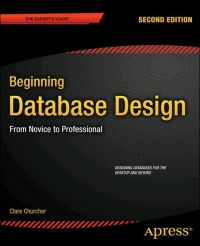 THE EXPERT'S VOICE®
SECOND EDITION
Beginning
Database Design
From Novice to Professional
DESIGNING DATABASES FOR THE
DESKTOP AND BEYOND
Clare Churcher
Apress®